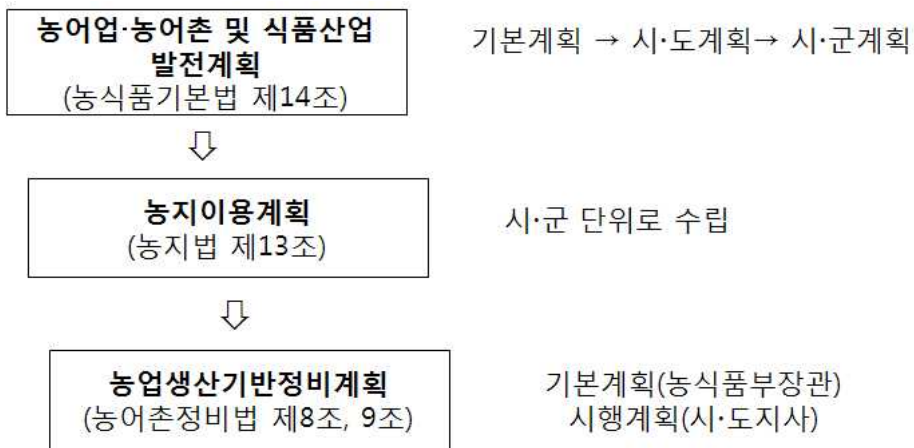 농어업·농어촌 및 식품산업
발전계획
(농식품기본법 제14조)
기본계획 → 시·도계획→ 시·군계획
농지이용계획
(농지법 제13조)
시·군 단위로 수립
농업생산기반정비계획
(농어촌정비법 제8조, 9조)
기본계획(농식품부장관)
시행계획(시·도지사)